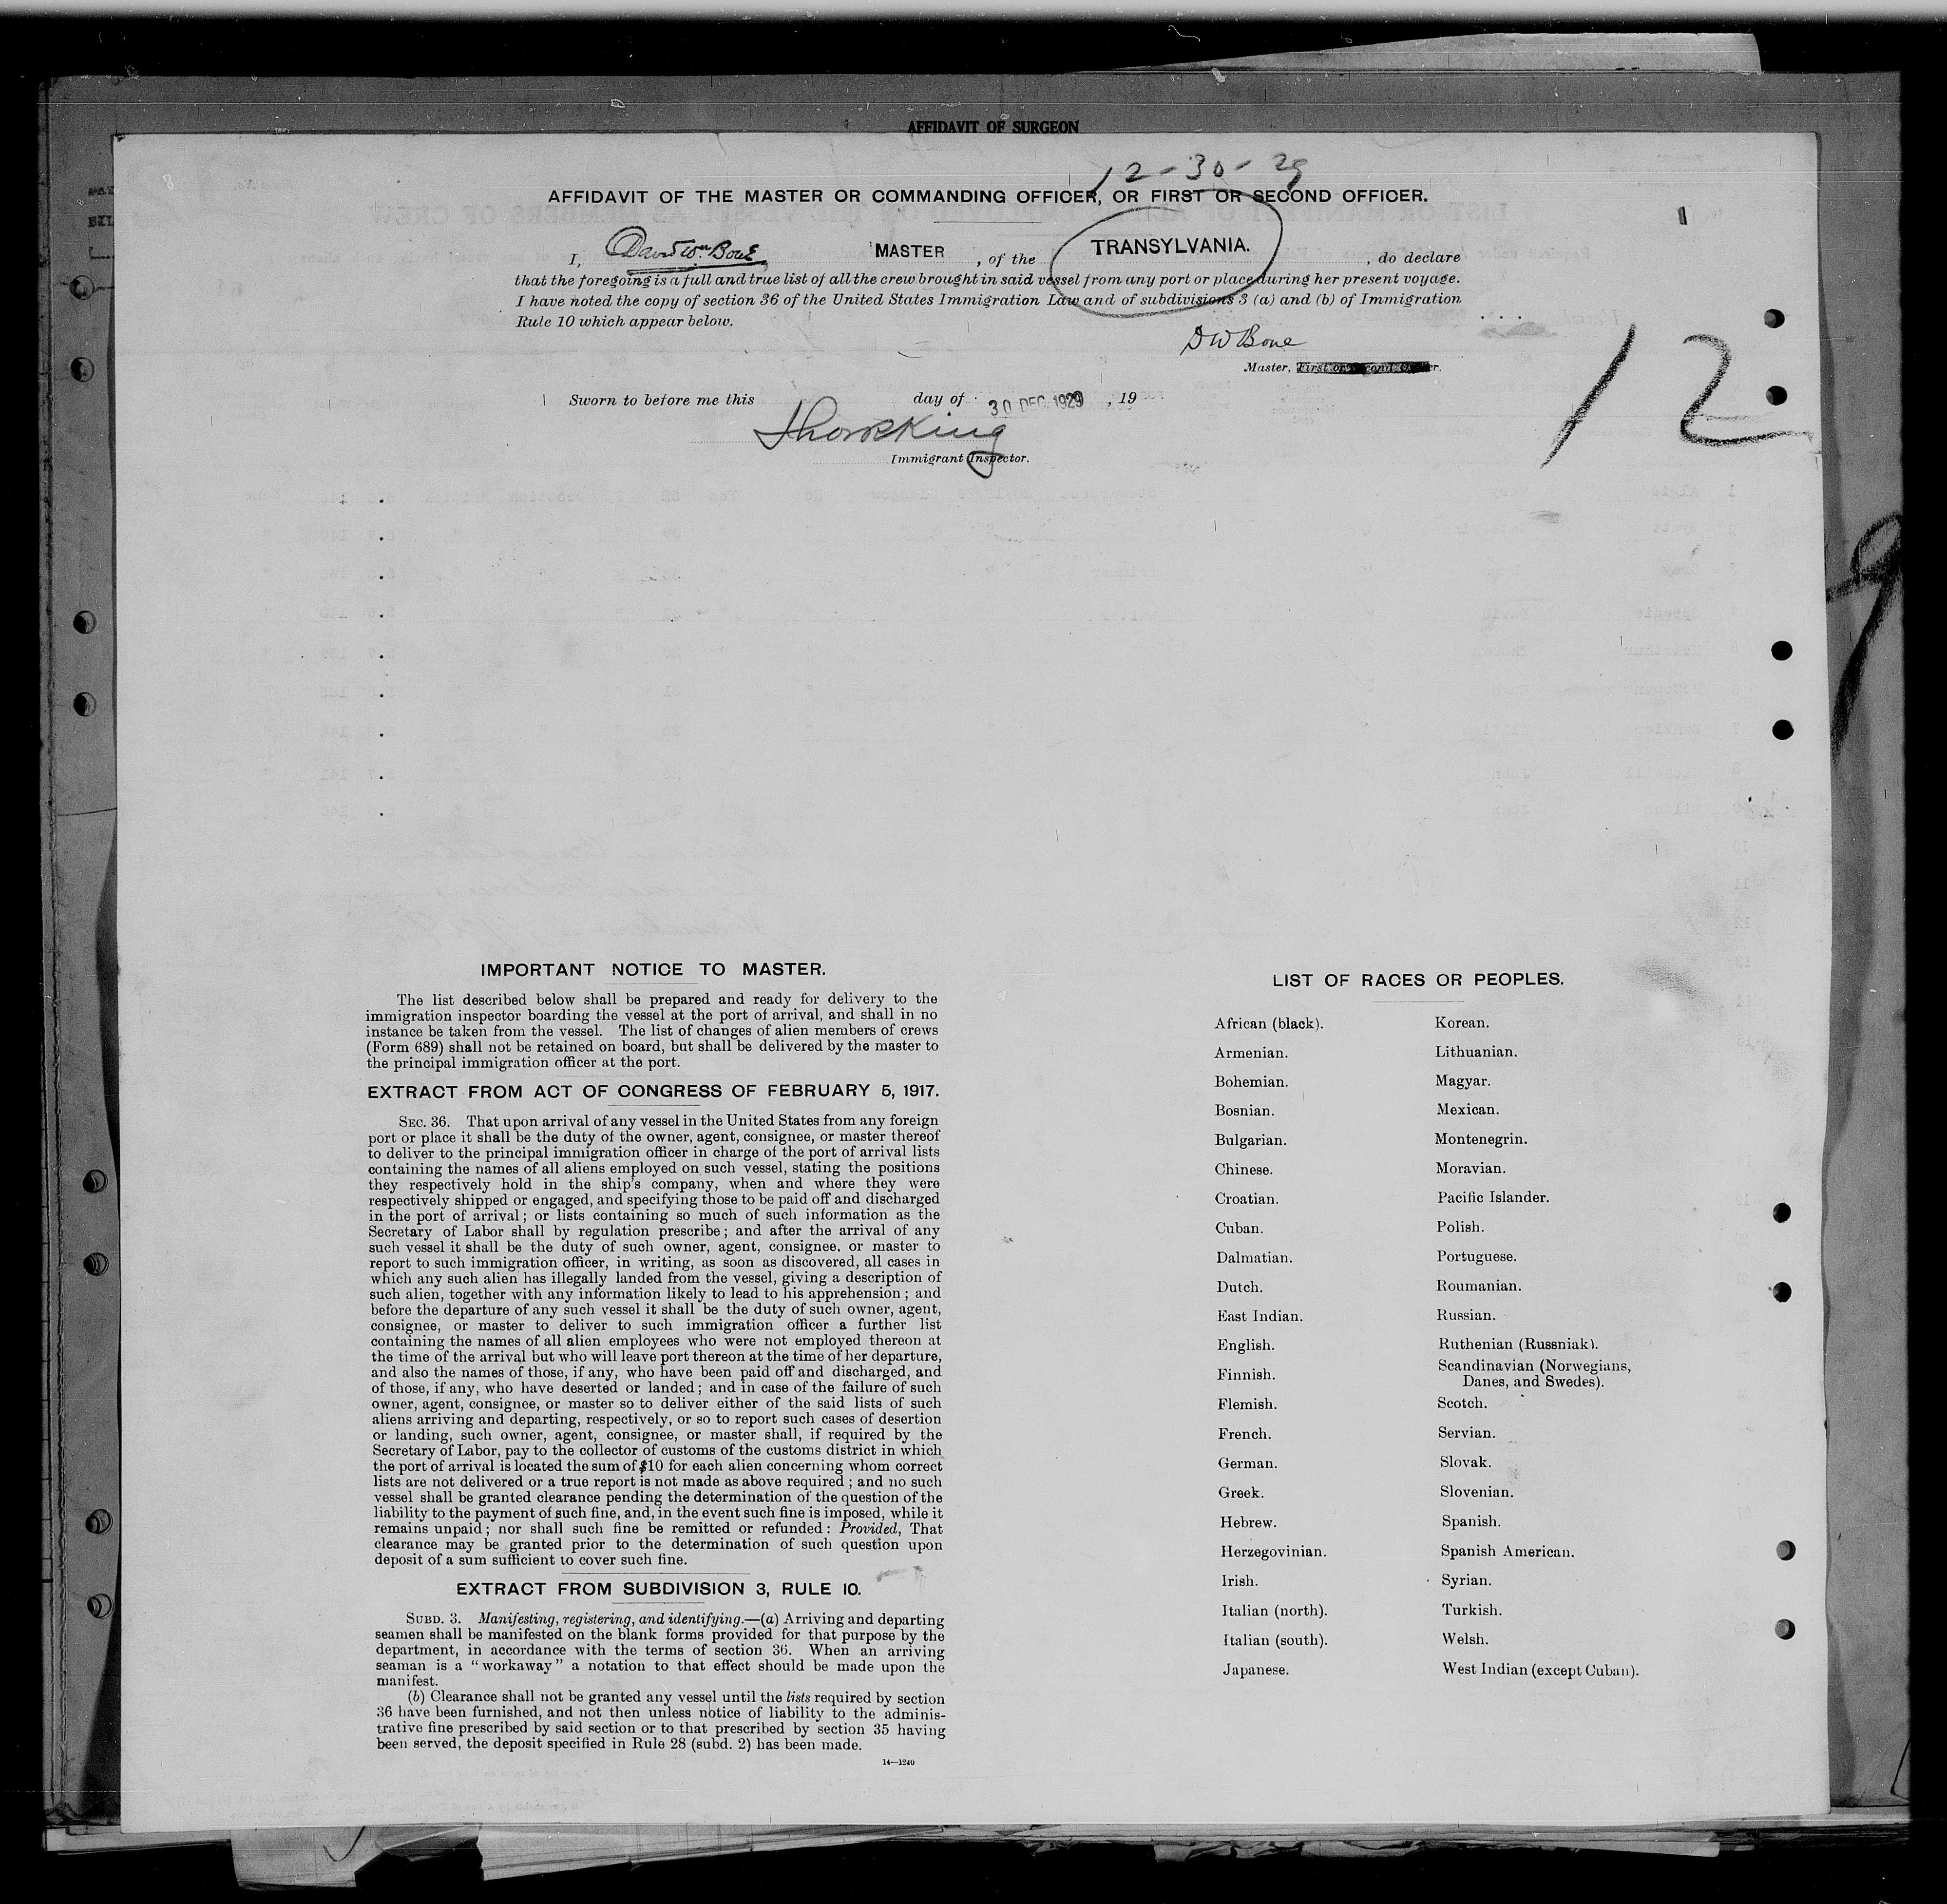 AFFIDAVIT OF SURGEON
12-30-29
AFFIDAVIT OF THE MASTER OR COMMANDING OFFICER, OR FIRST OR SECOND OFFICER.
I, David Wm Bone MASTER, of the TRANSYLVANIA., do declare
that the foregoing is a full and true list of all the crew brought in said vessel from any port or place during her present voyage.
I have noted the copy of section 36 of the United States Immigration Law and of subdivisions 3 (a) and (b) of Immigration
Rule 10 which appear below.
D W Bone
Master, First or Second Officer.
12
Sworn to before me this day of 30 DEC 1929, 19
Immigrant Inspector.
9
IMPORTANT NOTICE TO MASTER.
The list described below shall be prepared and ready for delivery to the
immigration inspector boarding the vessel at the port of arrival, and shall in no
instance be taken from the vessel. The list of changes of alien members of crews
(Form 689) shall not be retained on board, but shall be delivered by the master to
the principal immigration officer at the port.
EXTRACT FROM ACT OF CONGRESS OF FEBRUARY 5, 1917.
SEC. 36. That upon arrival of any vessel in the United States from any foreign
port or place it shall be the duty of the owner, agent, consignee, or master thereof
to deliver to the principal immigration officer in charge of the port of arrival lists
containing the names of all aliens employed on such vessel, stating the positions
they respectively hold in the ship's company, when and where they were
respectively shipped or engaged, and specifying those to be paid off and discharged
in the port of arrival; or lists containing so much of such information as the
Secretary of Labor shall by regulation prescribe; and after the arrival of any
such vessel it shall be the duty of such owner, agent, consignee, or master to
report to such immigration officer, in writing, as soon as discovered, all cases in
which any such alien has illegally landed from the vessel, giving a description of
such alien, together with any information likely to lead to his apprehension; and
before the departure of any such vessel it shall be the duty of such owner, agent,
consignee, or master to deliver to such immigration officer a further list
containing the names of all alien employees who were not employed thereon at
the time of the arrival but who will leave port thereon at the time of her departure,
and also the names of those, if any, who have been paid off and discharged, and
of those, if any, who have deserted or landed; and in case of the failure of such
owner, agent, consignee, or master so to deliver either of the said lists of such
aliens arriving and departing, respectively, or so to report such cases of desertion
or landing, such owner, agent, consignee, or master shall, if required by the
Secretary of Labor, pay to the collector of customs of the customs district in which
the port of arrival is located the sum of $10 for each alien concerning whom correct
lists are not delivered or a true report is not made as above required; and no such
vessel shall be granted clearance pending the determination of the question of the
liability to the payment of such fine, and, in the event such fine is imposed, while it
remains unpaid; nor shall such fine be remitted or refunded: Provided, That
clearance may be granted prior to the determination of such question upon
deposit of a sum sufficient to cover such fine.
EXTRACT FROM SUBDIVISION 3, RULE 10.
SUBD. 3. Manifesting, registering, and identifying.—(a) Arriving and departing
seamen shall be manifested on the blank forms provided for that purpose by the
department, in accordance with the terms of section 36. When an arriving
seaman is a "workaway" a notation to that effect should be made upon the
manifest.
(b) Clearance shall not be granted any vessel until the lists required by section
36 have been furnished, and not then unless notice of liability to the adminis-
trative fine prescribed by said section or to that prescribed by section 35 having
been served, the deposit specified in Rule 28 (subd. 2) has been made.
14—1240
LIST OF RACES OR PEOPLES.
African (black).
Armenian.
Bohemian.
Bosnian.
Bulgarian.
Chinese.
Croatian.
Cuban.
Dalmatian.
Dutch.
East Indian.
English.
Finnish.
Flemish.
French.
German.
Greek.
Hebrew.
Herzegovinian.
Irish.
Italian (north).
Italian (south).
Japanese.
Korean.
Lithuanian.
Magyar.
Mexican.
Montenegrin.
Moravian.
Pacific Islander.
Polish.
Portuguese.
Roumanian.
Russian.
Ruthenian (Russniak).
Scandinavian (Norwegians,
Danes, and Swedes).
Scotch.
Servian.
Slovak.
Slovenian.
Spanish.
Spanish American.
Syrian.
Turkish.
Welsh.
West Indian (except Cuban).